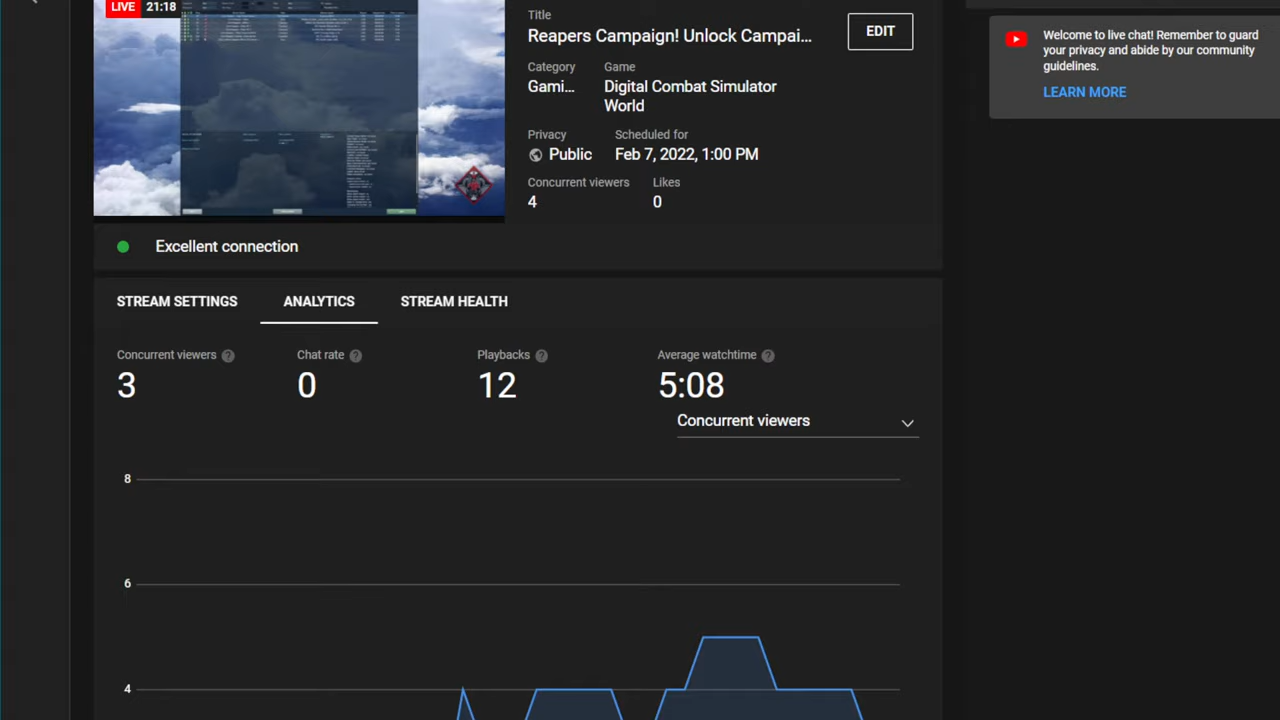 LIVE 21:18
Title
Reapers Campaign! Unlock Campai...
EDIT
Category Game
Gami... Digital Combat Simulator
World
Privacy Scheduled for
Public Feb 7, 2022, 1:00 PM
Concurrent viewers Likes
4 0
Welcome to live chat! Remember to guard
your privacy and abide by our community
guidelines.
LEARN MORE
Excellent connection
STREAM SETTINGS ANALYTICS STREAM HEALTH
Concurrent viewers ? Chat rate ? Playbacks ? Average watchtime ?
3 0 12 5:08
Concurrent viewers
8
6
4